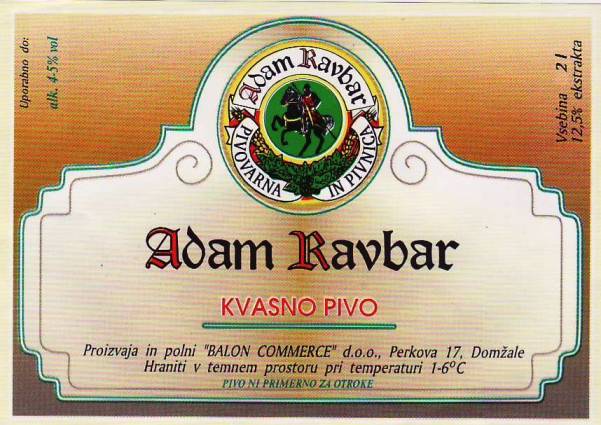 Uporabno do:
alk. 4-5% vol
Vsebina 2 l
12,5% ekstrakta
Adam Ravbar
PIVOVARNA IN PIVNICA
Adam Ravbar
KVASNO PIVO
Proizvaja in polni "BALON COMMERCE" d.o.o., Perkova 17, Domžale
Hraniti v temnem prostoru pri temperaturi 1-6°C
PIVO NI PRIMERNO ZA OTROKE